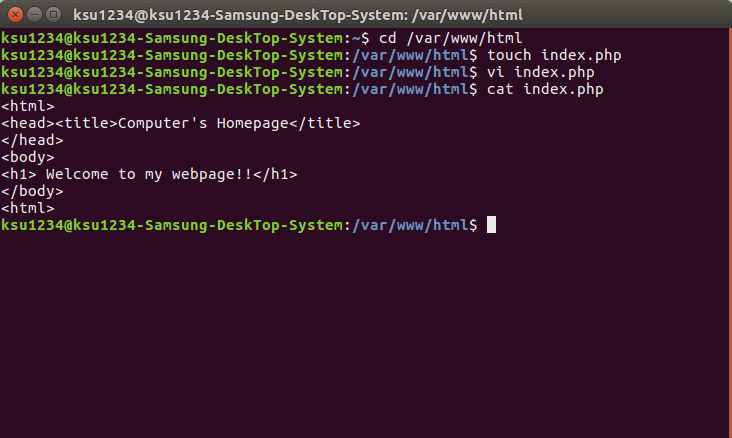 ksu1234@ksu1234-Samsung-DeskTop-System: /var/www/html
ksu1234@ksu1234-Samsung-DeskTop-System:~$ cd /var/www/html
ksu1234@ksu1234-Samsung-DeskTop-System:/var/www/html$ touch index.php
ksu1234@ksu1234-Samsung-DeskTop-System:/var/www/html$ vi index.php
ksu1234@ksu1234-Samsung-DeskTop-System:/var/www/html$ cat index.php
<html>
<head><title>Computer's Homepage</title>
</head>
<body>
<h1> Welcome to my webpage!!</h1>
</body>
<html>
ksu1234@ksu1234-Samsung-DeskTop-System:/var/www/html$